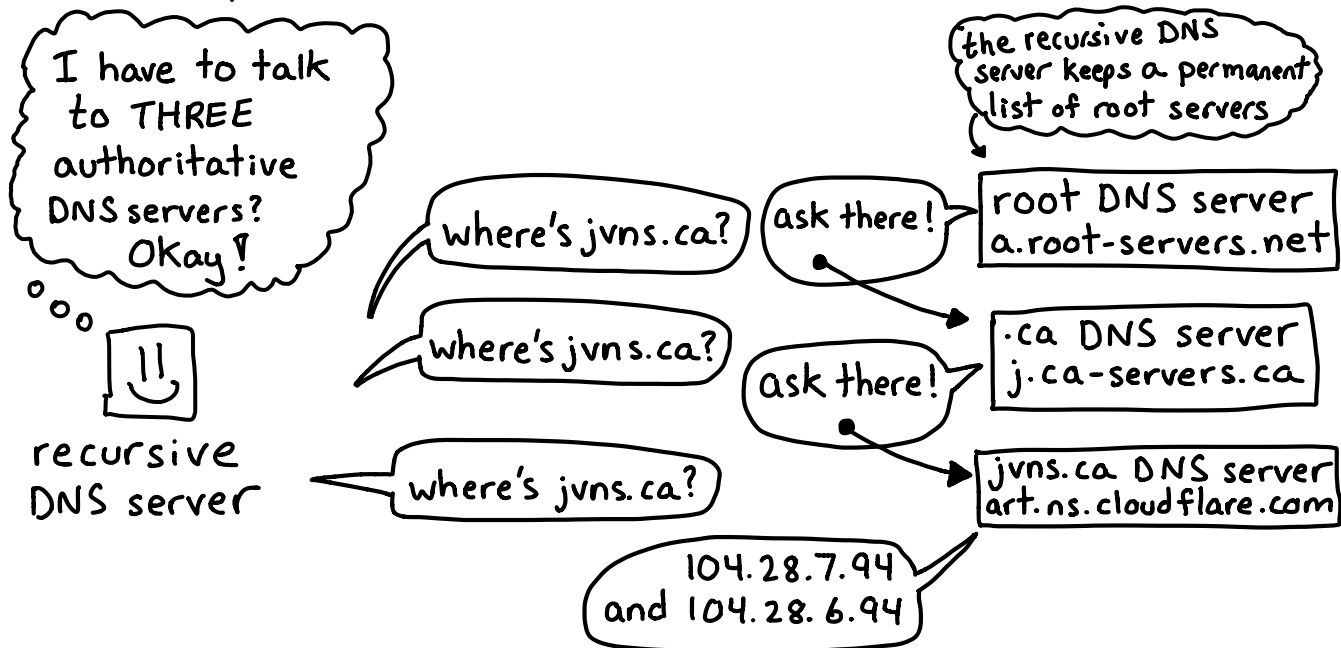 I have to talk
to THREE
authoritative
DNS servers?
Okay!
recursive
DNS server
the recursive DNS
server keeps a permanent
list of root servers
where's jvns.ca?
ask there!
root DNS server
a.root-servers.net
where's jvns.ca?
ask there!
.ca DNS server
j.ca-servers.ca
where's jvns.ca?
jvns.ca DNS server
art.ns.cloudflare.com
104.28.7.94
and 104.28.6.94